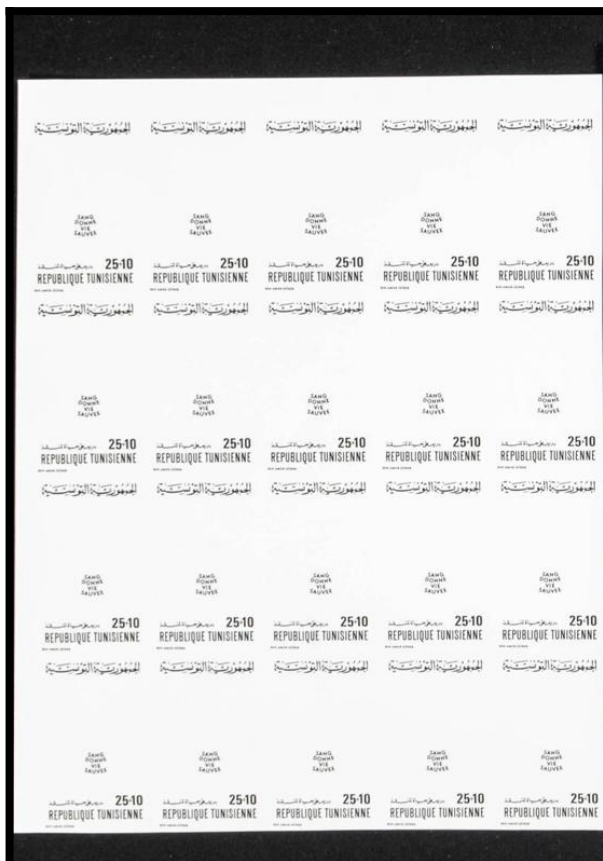 الجمهورية التونسية الجمهورية التونسية الجمهورية التونسية الجمهورية التونسية الجمهورية التونسية
SANG SANG SANG SANG SANG
DONNE DONNE DONNE DONNE DONNE
VIE VIE VIE VIE VIE
SAUVEE SAUVEE SAUVEE SAUVEE SAUVEE
25+10 25+10 25+10 25+10 25+10
REPUBLIQUE TUNISIENNE REPUBLIQUE TUNISIENNE REPUBLIQUE TUNISIENNE REPUBLIQUE TUNISIENNE REPUBLIQUE TUNISIENNE
الجمهورية التونسية الجمهورية التونسية الجمهورية التونسية الجمهورية التونسية الجمهورية التونسية
SANG SANG SANG SANG SANG
DONNE DONNE DONNE DONNE DONNE
VIE VIE VIE VIE VIE
SAUVEE SAUVEE SAUVEE SAUVEE SAUVEE
25+10 25+10 25+10 25+10 25+10
REPUBLIQUE TUNISIENNE REPUBLIQUE TUNISIENNE REPUBLIQUE TUNISIENNE REPUBLIQUE TUNISIENNE REPUBLIQUE TUNISIENNE
الجمهورية التونسية الجمهورية التونسية الجمهورية التونسية الجمهورية التونسية الجمهورية التونسية
SANG SANG SANG SANG SANG
DONNE DONNE DONNE DONNE DONNE
VIE VIE VIE VIE VIE
SAUVEE SAUVEE SAUVEE SAUVEE SAUVEE
25+10 25+10 25+10 25+10 25+10
REPUBLIQUE TUNISIENNE REPUBLIQUE TUNISIENNE REPUBLIQUE TUNISIENNE REPUBLIQUE TUNISIENNE REPUBLIQUE TUNISIENNE
الجمهورية التونسية الجمهورية التونسية الجمهورية التونسية الجمهورية التونسية الجمهورية التونسية
SANG SANG SANG SANG SANG
DONNE DONNE DONNE DONNE DONNE
VIE VIE VIE VIE VIE
SAUVEE SAUVEE SAUVEE SAUVEE SAUVEE
25+10 25+10 25+10 25+10 25+10
REPUBLIQUE TUNISIENNE REPUBLIQUE TUNISIENNE REPUBLIQUE TUNISIENNE REPUBLIQUE TUNISIENNE REPUBLIQUE TUNISIENNE